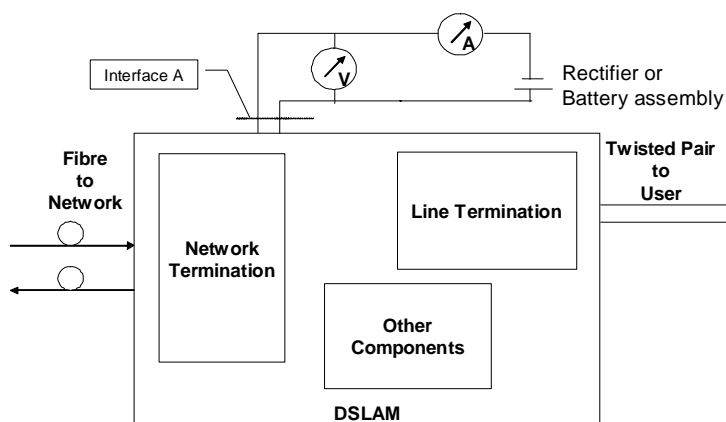 A
V
Interface A
Rectifier or
Battery assembly
Fibre
to
Network
Twisted Pair
to
User
Line Termination
Network
Termination
Other
Components
DSLAM